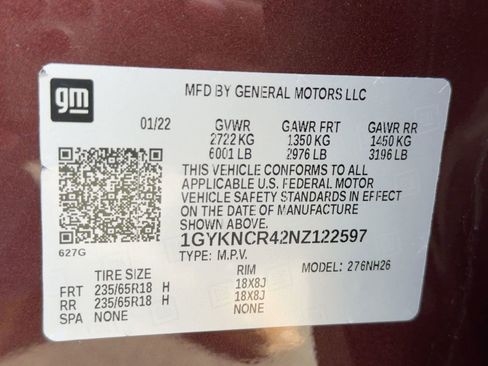 gm
MFD BY GENERAL MOTORS LLC
01/22 GVWR GAWR FRT GAWR RR
2722 KG 1350 KG 1450 KG
6001 LB 2976 LB 3196 LB
THIS VEHICLE CONFORMS TO ALL
APPLICABLE U.S. FEDERAL MOTOR
VEHICLE SAFETY STANDARDS IN EFFECT
ON THE DATE OF MANUFACTURE
SHOWN ABOVE.
627G
1GYKNCR42NZ122597
TYPE: M.P.V. MODEL: 276NH26
TIRE SIZE RIM
FRT 235/65R18 H 18X8J
RR 235/65R18 H 18X8J
SPA NONE NONE